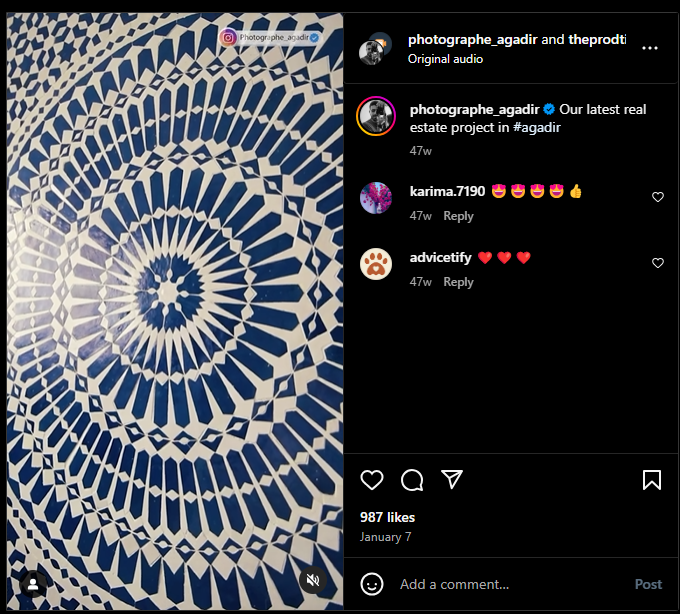 Photographe_agadir
photographe_agadir and theprodti
Original audio
photographe_agadir Our latest real
estate project in #agadir
47w
karima.7190 😍😍😍😍👍
47w Reply
advicetify ❤️❤️❤️
47w Reply
987 likes
January 7
Add a comment... Post